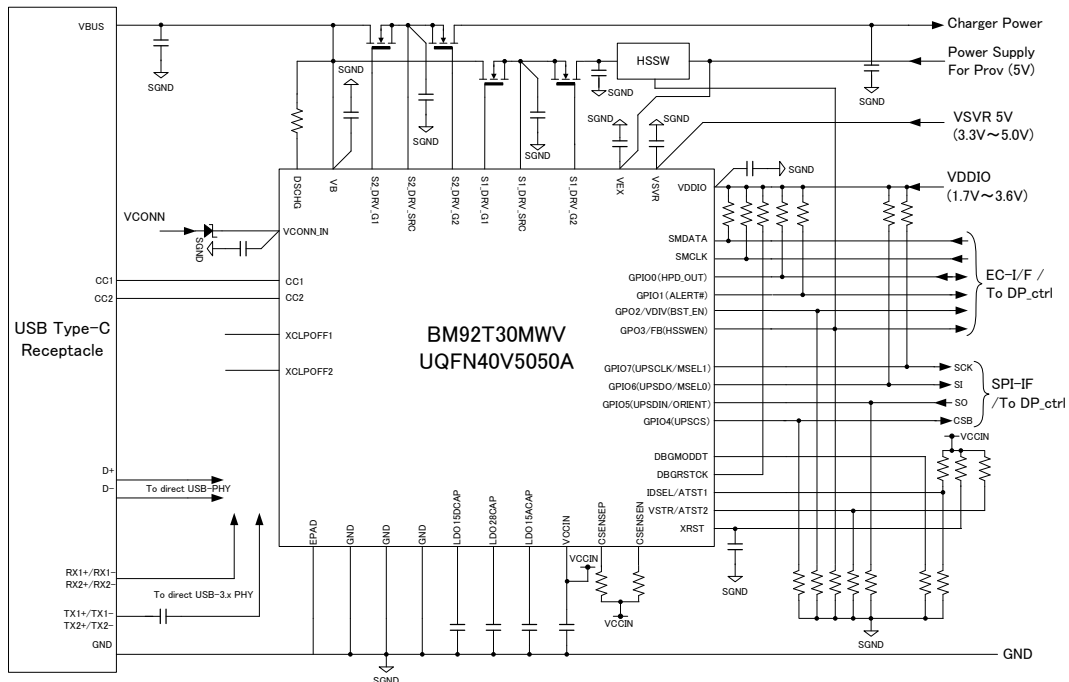 VBUS
Charger Power
Power Supply
For Prov (5V)
HSSW
SGND
SGND
SGND
SGND
SGND
SGND
SGND
SGND
SGND
VSVR 5V
(3.3V～5.0V)
SGND
VDDIO
(1.7V～3.6V)
DSCHG
VB
S2_DRV_G1
S2_DRV_SRC
S2_DRV_G2
S1_DRV_G1
S1_DRV_SRC
S1_DRV_G2
VEX
VSVR
VDDIO
VCONN
SGND
VCONN_IN
SMDATA
SMCLK
GPIO0(HPD_OUT)
GPIO1(ALERT#)
GPO2/VDIV(BST_EN)
GPO3/FB(HSSWEN)
EC-I/F /
To DP_ctrl
CC1
CC2
CC1
CC2
USB Type-C
Receptacle
XCLPOFF1
XCLPOFF2
BM92T30MWV
UQFN40V5050A
GPIO7(UPSCLK/MSEL1)
GPIO6(UPSDO/MSEL0)
GPIO5(UPSDIN/ORIENT)
GPIO4(UPSCS)
SCK
SI
SO
CSB
SPI-IF
/To DP_ctrl
VCCIN
DBGMODDT
DBGRSTCK
IDSEL/ATST1
VSTR/ATST2
XRST
D+
D-
To direct USB-PHY
EPAD
GND
GND
GND
LDO15DCAP
LDO28CAP
LDO15ACAP
VCCIN
CSENSEP
CSENSEN
VCCIN
VCCIN
SGND
SGND
RX1+/RX1-
RX2+/RX2-
To direct USB-3.x PHY
TX1+/TX1-
TX2+/TX2-
GND
GND
SGND